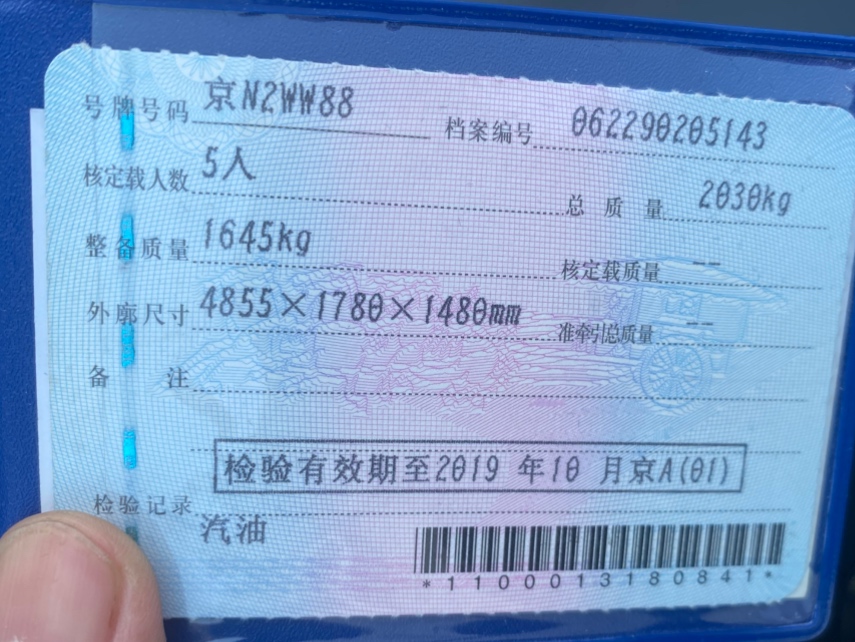 号牌号码 京N2WW88 档案编号 062290205143
核定载人数 5人 总质量 2030kg
整备质量 1645kg 核定载质量 --
外廓尺寸 4855×1780×1480mm 准牵引总质量 --
备注
检验有效期至2019 年10 月京A(01)
检验记录
汽油
*1100013180841*